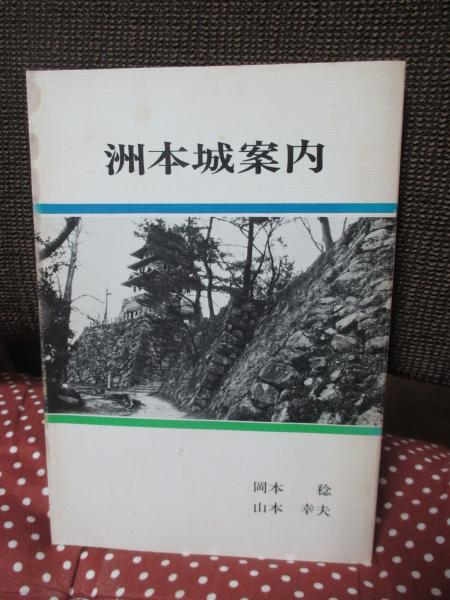 洲本城案内
岡本 稔
山本 幸夫